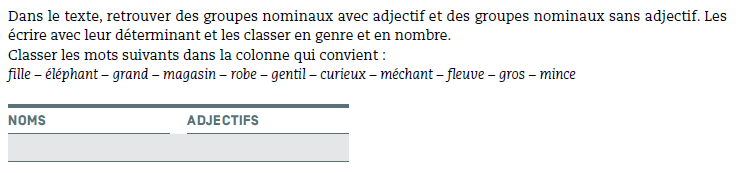 Dans le texte, retrouver des groupes nominaux avec adjectif et des groupes nominaux sans adjectif. Les
écrire avec leur déterminant et les classer en genre et en nombre.
Classer les mots suivants dans la colonne qui convient :
fille – éléphant – grand – magasin – robe – gentil – curieux – méchant – fleuve – gros – mince
NOMS ADJECTIFS